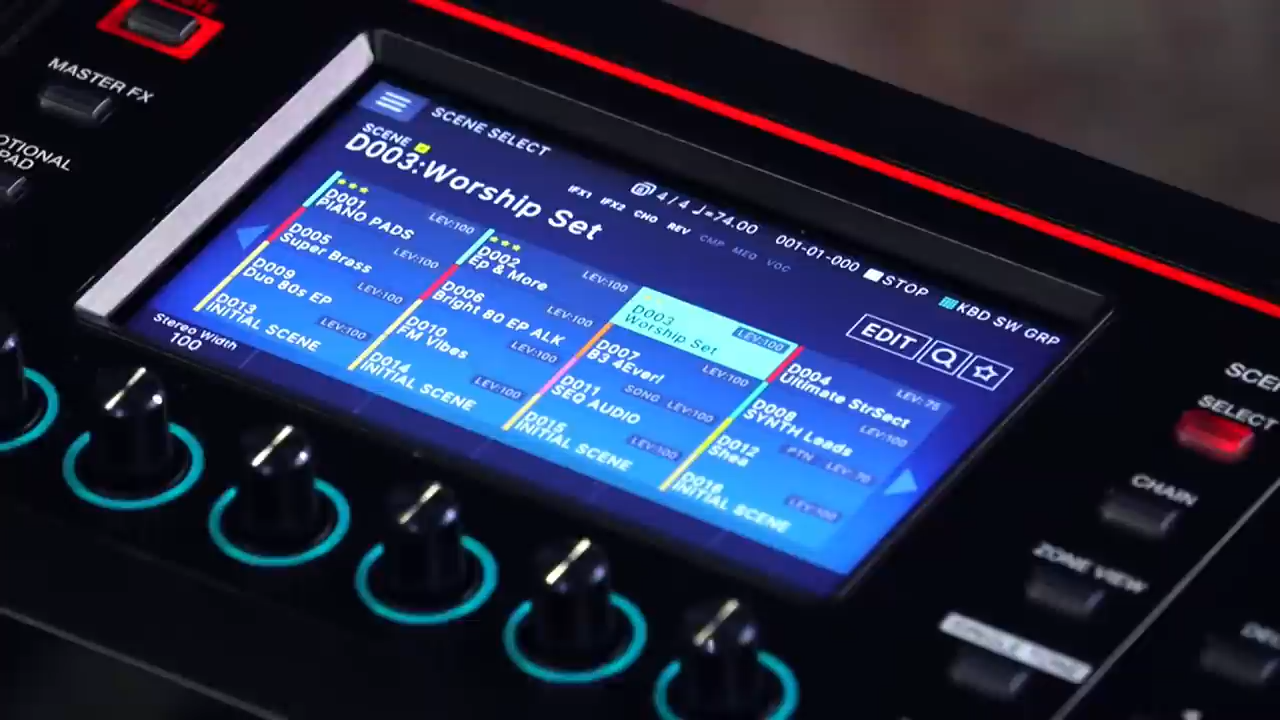 MASTER FX
OTIONAL
PAD
SCENE SELECT
SCENE
D003:Worship Set
IFX1 IFX2 CHO REV CMP MEQ VOC
4/4 ♩=74.00 001-01-000 STOP KBD SW GRP
EDIT
D001 LEV:100
PIANO PADS
D002 LEV:100
Ep & More
D003 LEV:100
Worship Set
D004 LEV: 75
Ultimate StrSect
D005 LEV:100
Super Brass
D006 LEV:100
Bright 80 EP ALK
D007 LEV:100
B3 4Ever!
D008 LEV:100
SYNTH Leads
D009 LEV:100
Duo 80s EP
D010 LEV:100
FM Vibes
D011 SONG LEV:100
SEQ AUDIO
D012 PTN LEV: 70
Shea
D013 LEV:100
INITIAL SCENE
D014 LEV:100
INITIAL SCENE
D015 LEV:100
INITIAL SCENE
D016 LEV:100
INITIAL SCENE
Stereo Width
100
SELECT
CHAIN
ZONE VIEW